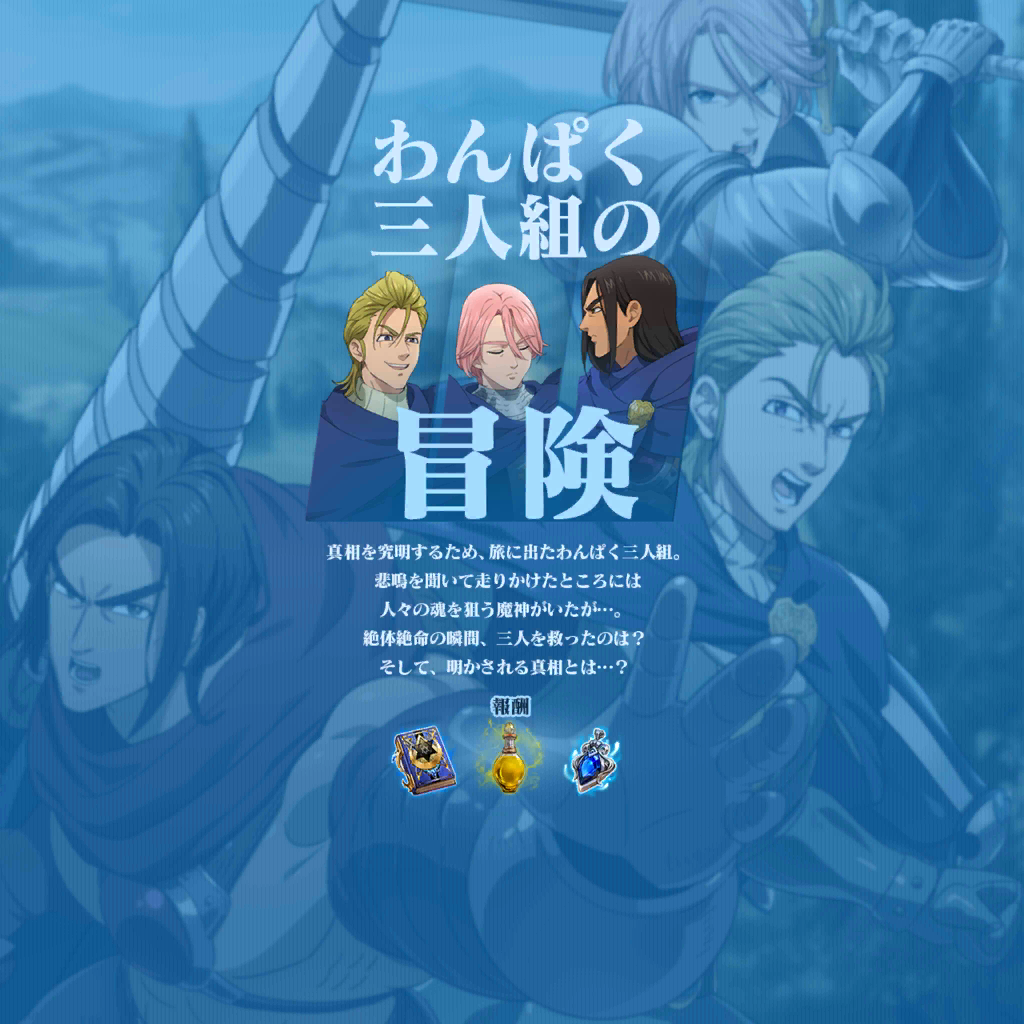 わんぱく
三人組の
冒険
真相を究明するため、旅に出たわんぱく三人組。
悲鳴を聞いて走りかけたところには
人々の魂を狙う魔神がいたが…。
絶体絶命の瞬間、三人を救ったのは？
そして、明かされる真相とは…？
報酬